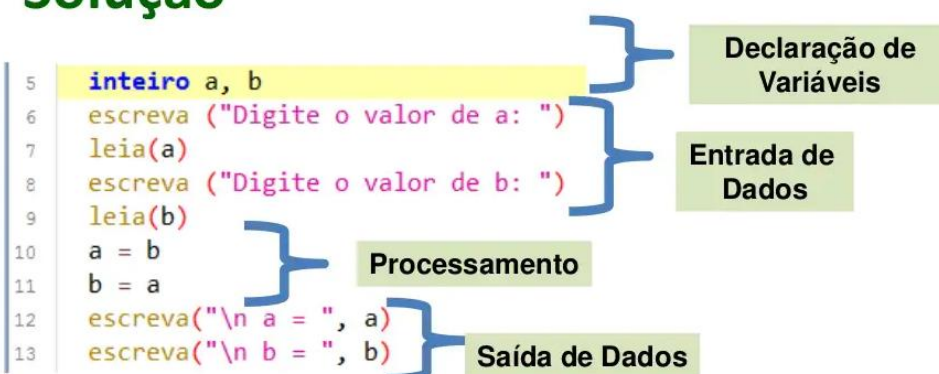 Solução
Declaração de
Variáveis
5 inteiro a, b
6 escreva ("Digite o valor de a: ")
7 leia(a)
8 escreva ("Digite o valor de b: ")
9 leia(b)
Entrada de
Dados
10 a = b
11 b = a
Processamento
12 escreva("\n a = ", a)
13 escreva("\n b = ", b)
Saída de Dados